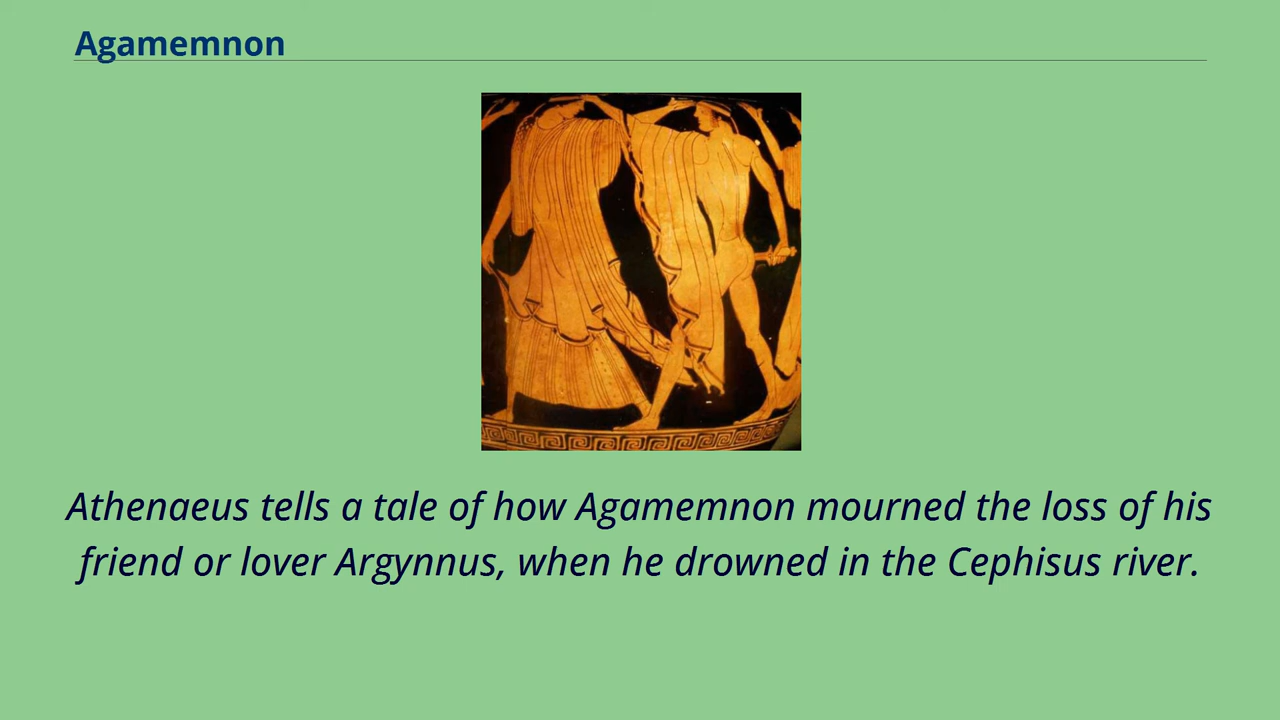 Agamemnon
Athenaeus tells a tale of how Agamemnon mourned the loss of his
friend or lover Argynnus, when he drowned in the Cephisus river.